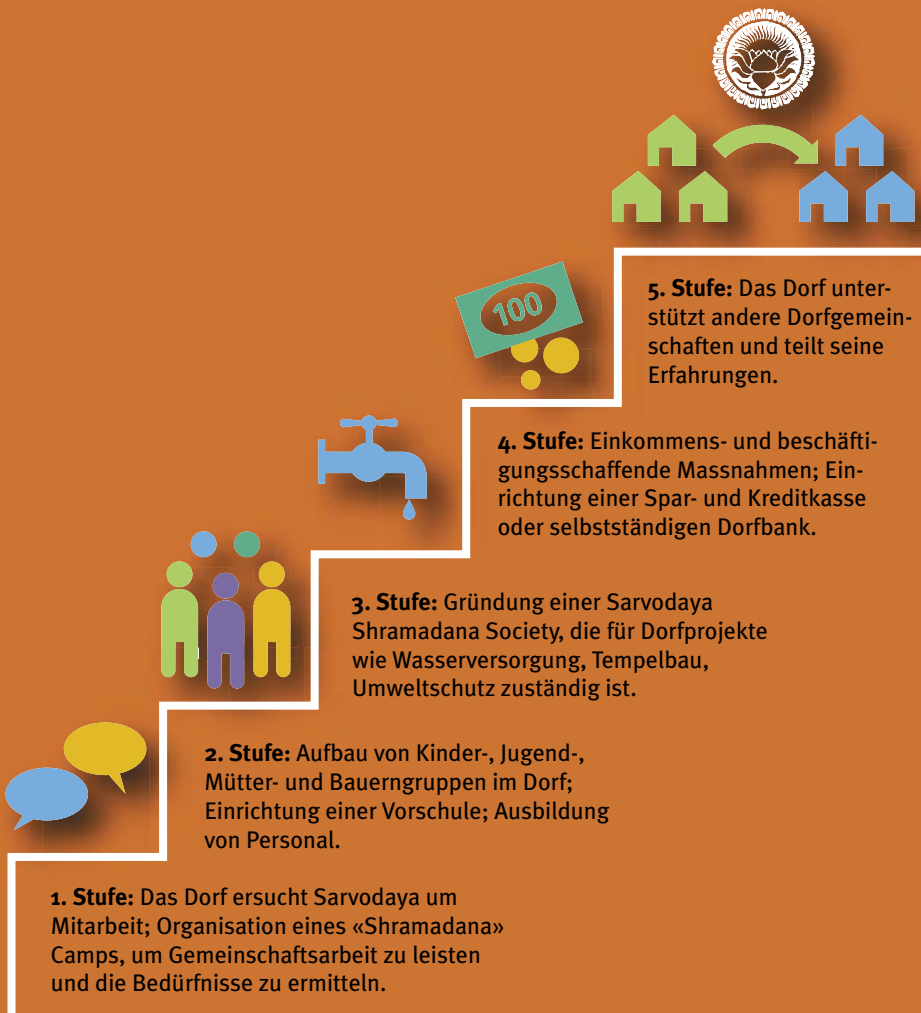 100
5. Stufe: Das Dorf unter-
stützt andere Dorfgemein-
schaften und teilt seine
Erfahrungen.
4. Stufe: Einkommens- und beschäfti-
gungsschaffende Massnahmen; Ein-
richtung einer Spar- und Kreditkasse
oder selbstständigen Dorfbank.
3. Stufe: Gründung einer Sarvodaya
Shramadana Society, die für Dorfprojekte
wie Wasserversorgung, Tempelbau,
Umweltschutz zuständig ist.
2. Stufe: Aufbau von Kinder-, Jugend-,
Mütter- und Bauerngruppen im Dorf;
Einrichtung einer Vorschule; Ausbildung
von Personal.
1. Stufe: Das Dorf ersucht Sarvodaya um
Mitarbeit; Organisation eines «Shramadana»
Camps, um Gemeinschaftsarbeit zu leisten
und die Bedürfnisse zu ermitteln.